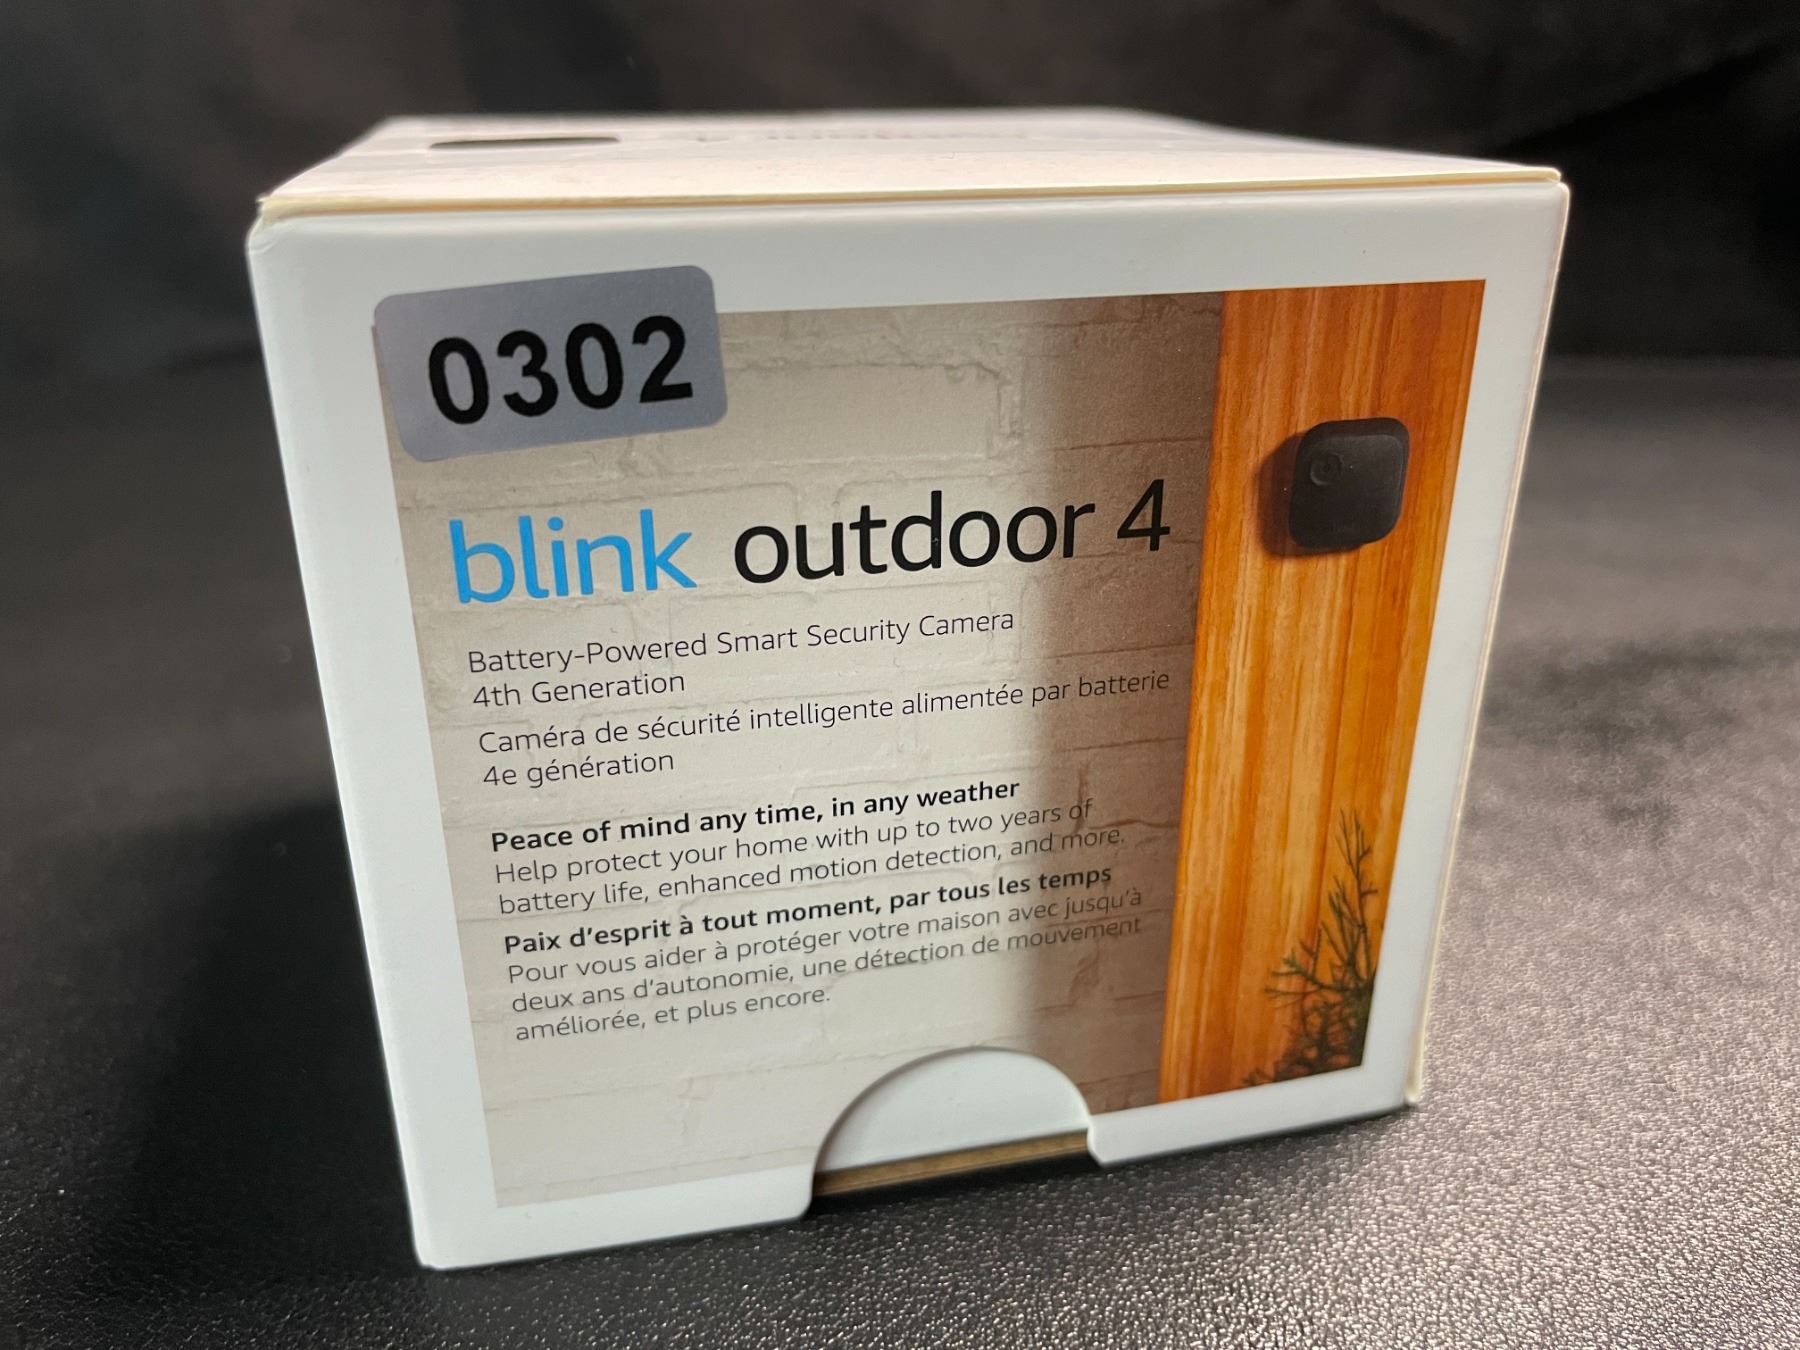 0302
blink outdoor 4
Battery-Powered Smart Security Camera
4th Generation
Caméra de sécurité intelligente alimentée par batterie
4e génération
Peace of mind any time, in any weather
Help protect your home with up to two years of
battery life, enhanced motion detection, and more.
Paix d'esprit à tout moment, par tous les temps
Pour vous aider à protéger votre maison avec jusqu'à
deux ans d'autonomie, une détection de mouvement
améliorée, et plus encore.